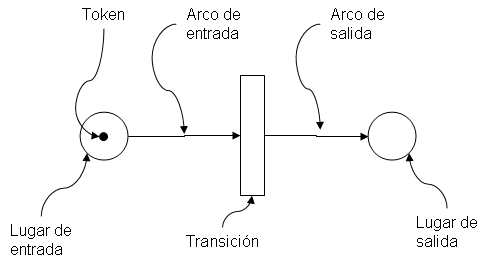 Token
Arco de
entrada
Arco de
salida
Lugar de
entrada
Transición
Lugar de
salida